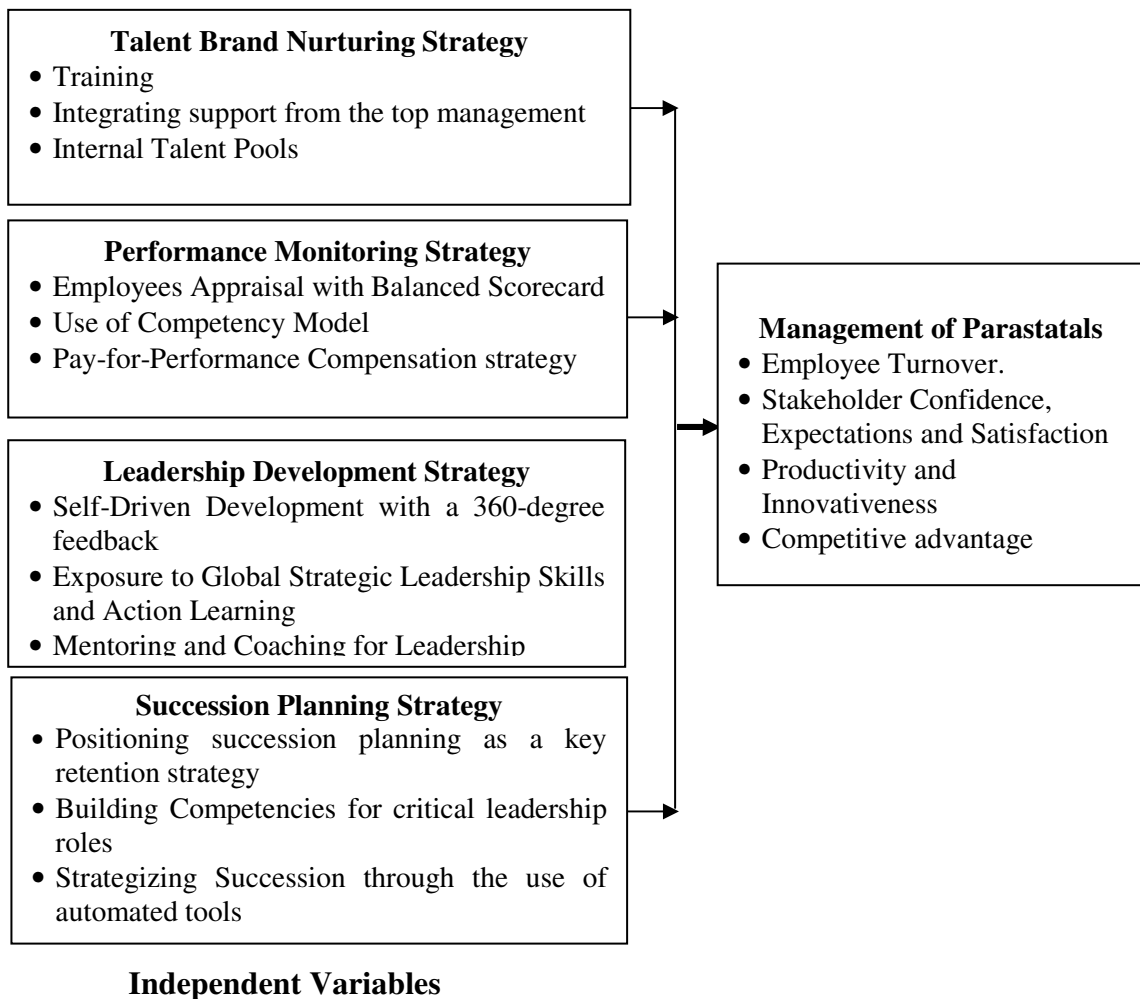 Talent Brand Nurturing Strategy
• Training
• Integrating support from the top management
• Internal Talent Pools
Performance Monitoring Strategy
• Employees Appraisal with Balanced Scorecard
• Use of Competency Model
• Pay-for-Performance Compensation strategy
Leadership Development Strategy
• Self-Driven Development with a 360-degree
feedback
• Exposure to Global Strategic Leadership Skills
and Action Learning
• Mentoring and Coaching for Leadership
Succession Planning Strategy
• Positioning succession planning as a key
retention strategy
• Building Competencies for critical leadership
roles
• Strategizing Succession through the use of
automated tools
Independent Variables
Management of Parastatals
• Employee Turnover.
• Stakeholder Confidence,
Expectations and Satisfaction
• Productivity and
Innovativeness
• Competitive advantage